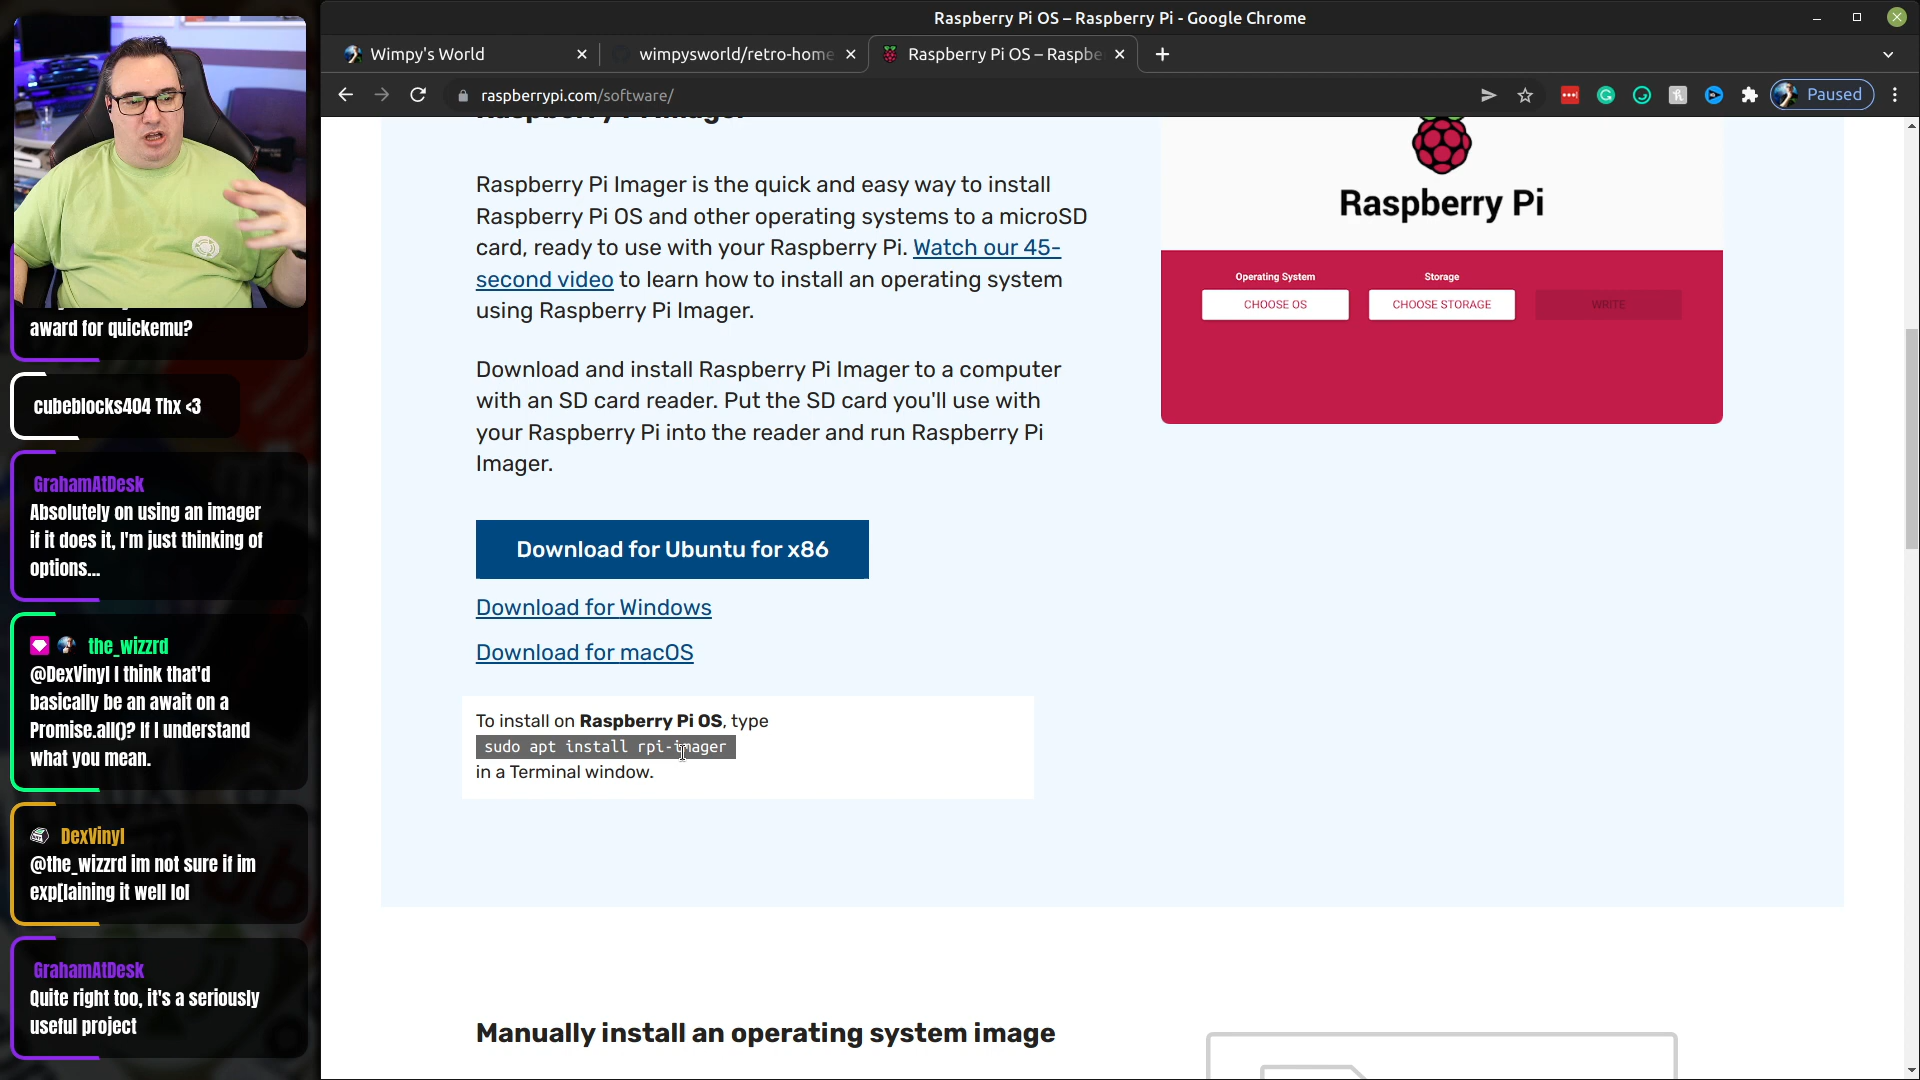 Raspberry Pi OS – Raspberry Pi - Google Chrome
Wimpy's World
wimpysworld/retro-home
Raspberry Pi OS – Raspbe
raspberrypi.com/software/
Paused
award for quickemu?
cubeblocks404 Thx <3
GrahamAtDesk
Absolutely on using an imager
if it does it, I'm just thinking of
options...
the_wizzrd
@DexVinyl I think that'd
basically be an await on a
Promise.all()? If I understand
what you mean.
DexVinyl
@the_wizzrd im not sure if im
exp[laining it well lol
GrahamAtDesk
Quite right too, it's a seriously
useful project
Raspberry Pi Imager
Raspberry Pi Imager is the quick and easy way to install
Raspberry Pi OS and other operating systems to a microSD
card, ready to use with your Raspberry Pi. Watch our 45-
second video to learn how to install an operating system
using Raspberry Pi Imager.
Download and install Raspberry Pi Imager to a computer
with an SD card reader. Put the SD card you'll use with
your Raspberry Pi into the reader and run Raspberry Pi
Imager.
Download for Ubuntu for x86
Download for Windows
Download for macOS
To install on Raspberry Pi OS, type
sudo apt install rpi-imager
in a Terminal window.
Raspberry Pi
Operating System
Storage
CHOOSE OS
CHOOSE STORAGE
WRITE
Manually install an operating system image